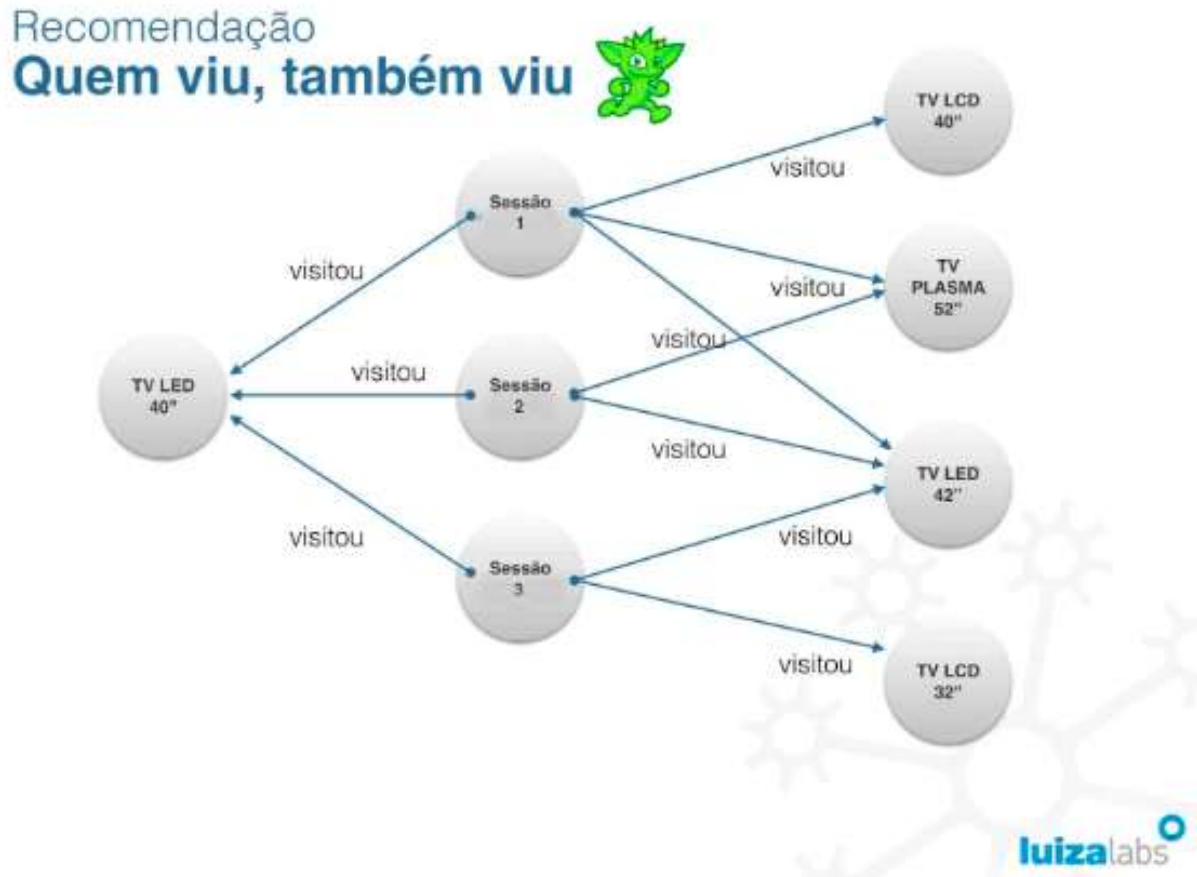 Recomendação
Quem viu, também viu
TV LCD
40"
visitou
Sessão
1
visitou
TV
PLASMA
52"
visitou
visitou
visitou
TV LED
40"
Sessão
2
visitou
TV LED
42"
visitou
visitou
Sessão
3
visitou
TV LCD
32"
luizalabs